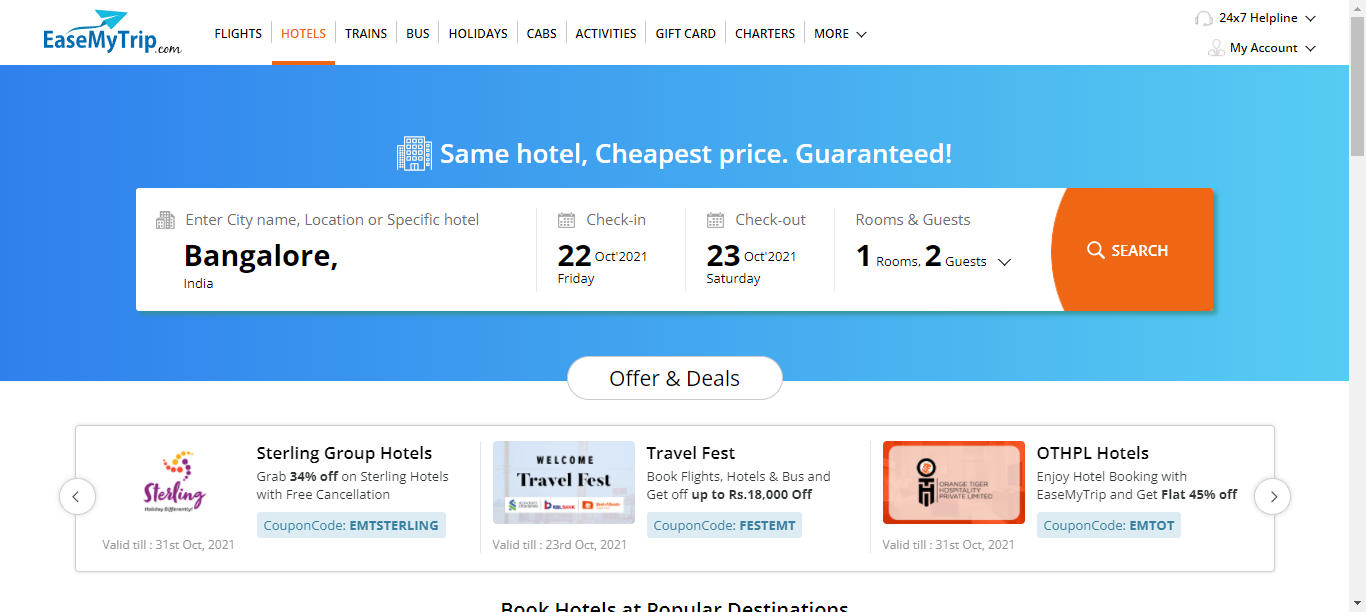 EaseMyTrip.com
FLIGHTS HOTELS TRAINS BUS HOLIDAYS CABS ACTIVITIES GIFT CARD CHARTERS MORE
24x7 Helpline
My Account
Same hotel, Cheapest price. Guaranteed!
Enter City name, Location or Specific hotel
Bangalore,
India
Check-in
22 Oct'2021
Friday
Check-out
23 Oct'2021
Saturday
Rooms & Guests
1 Rooms, 2 Guests
SEARCH
Offer & Deals
Sterling
Holiday Differently!
Sterling Group Hotels
Grab 34% off on Sterling Hotels
with Free Cancellation
CouponCode: EMTSTERLING
Valid till : 31st Oct, 2021
WELCOME
Travel Fest
RBLBANK
Travel Fest
Book Flights, Hotels & Bus and
Get off up to Rs.18,000 Off
CouponCode: FESTEMT
Valid till : 23rd Oct, 2021
ORANGE TIGER
HOSPITALITY
PRIVATE LIMITED
OTHPL Hotels
Enjoy Hotel Booking with
EaseMyTrip and Get Flat 45% off
CouponCode: EMTOT
Valid till : 31st Oct, 2021
Book Hotels at Popular Destinations